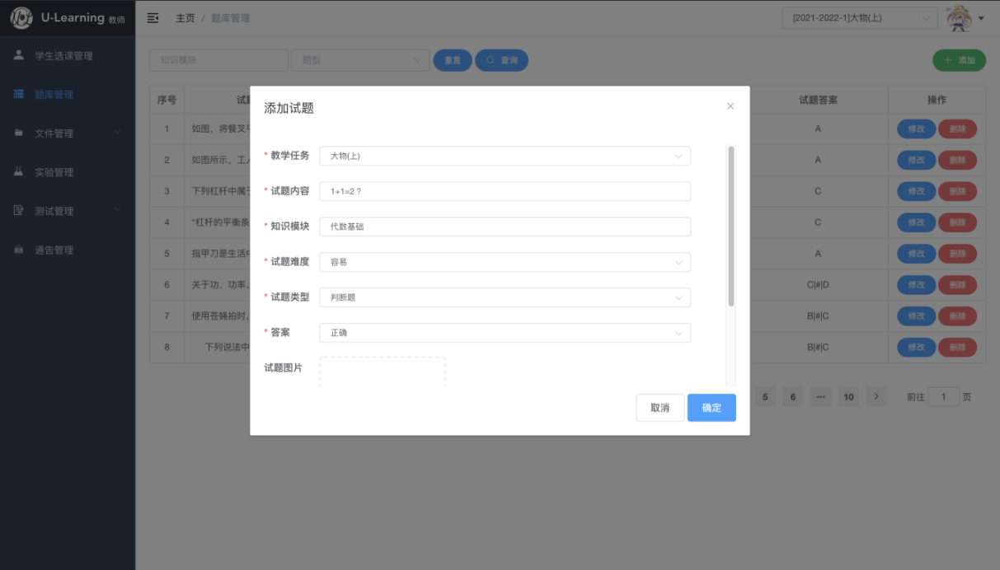 U-Learning 教师
主页 / 题库管理
[2021-2022-1]大物(上)
学生选课管理
题库管理
文件管理
实验管理
测试管理
通告管理
知识模块
题型
重置
查询
+ 添加
序号 试题 试题答案 操作
1 如图，将餐叉 A 修改 删除
2 如图所示，工人 A 修改 删除
3 下列杠杆中属于 C 修改 删除
4 "杠杆的平衡条 C 修改 删除
5 指甲刀是生活中 A 修改 删除
6 关于功、功率、 C|#|D 修改 删除
7 使用苍蝇拍时， B|#|C 修改 删除
8 下列说法中 B|#|C 修改 删除
5 6 ··· 10 > 前往 1 页
添加试题
* 教学任务 大物(上)
* 试题内容 1+1=2 ?
* 知识模块 代数基础
* 试题难度 容易
* 试题类型 判断题
* 答案 正确
试题图片
取消 确定